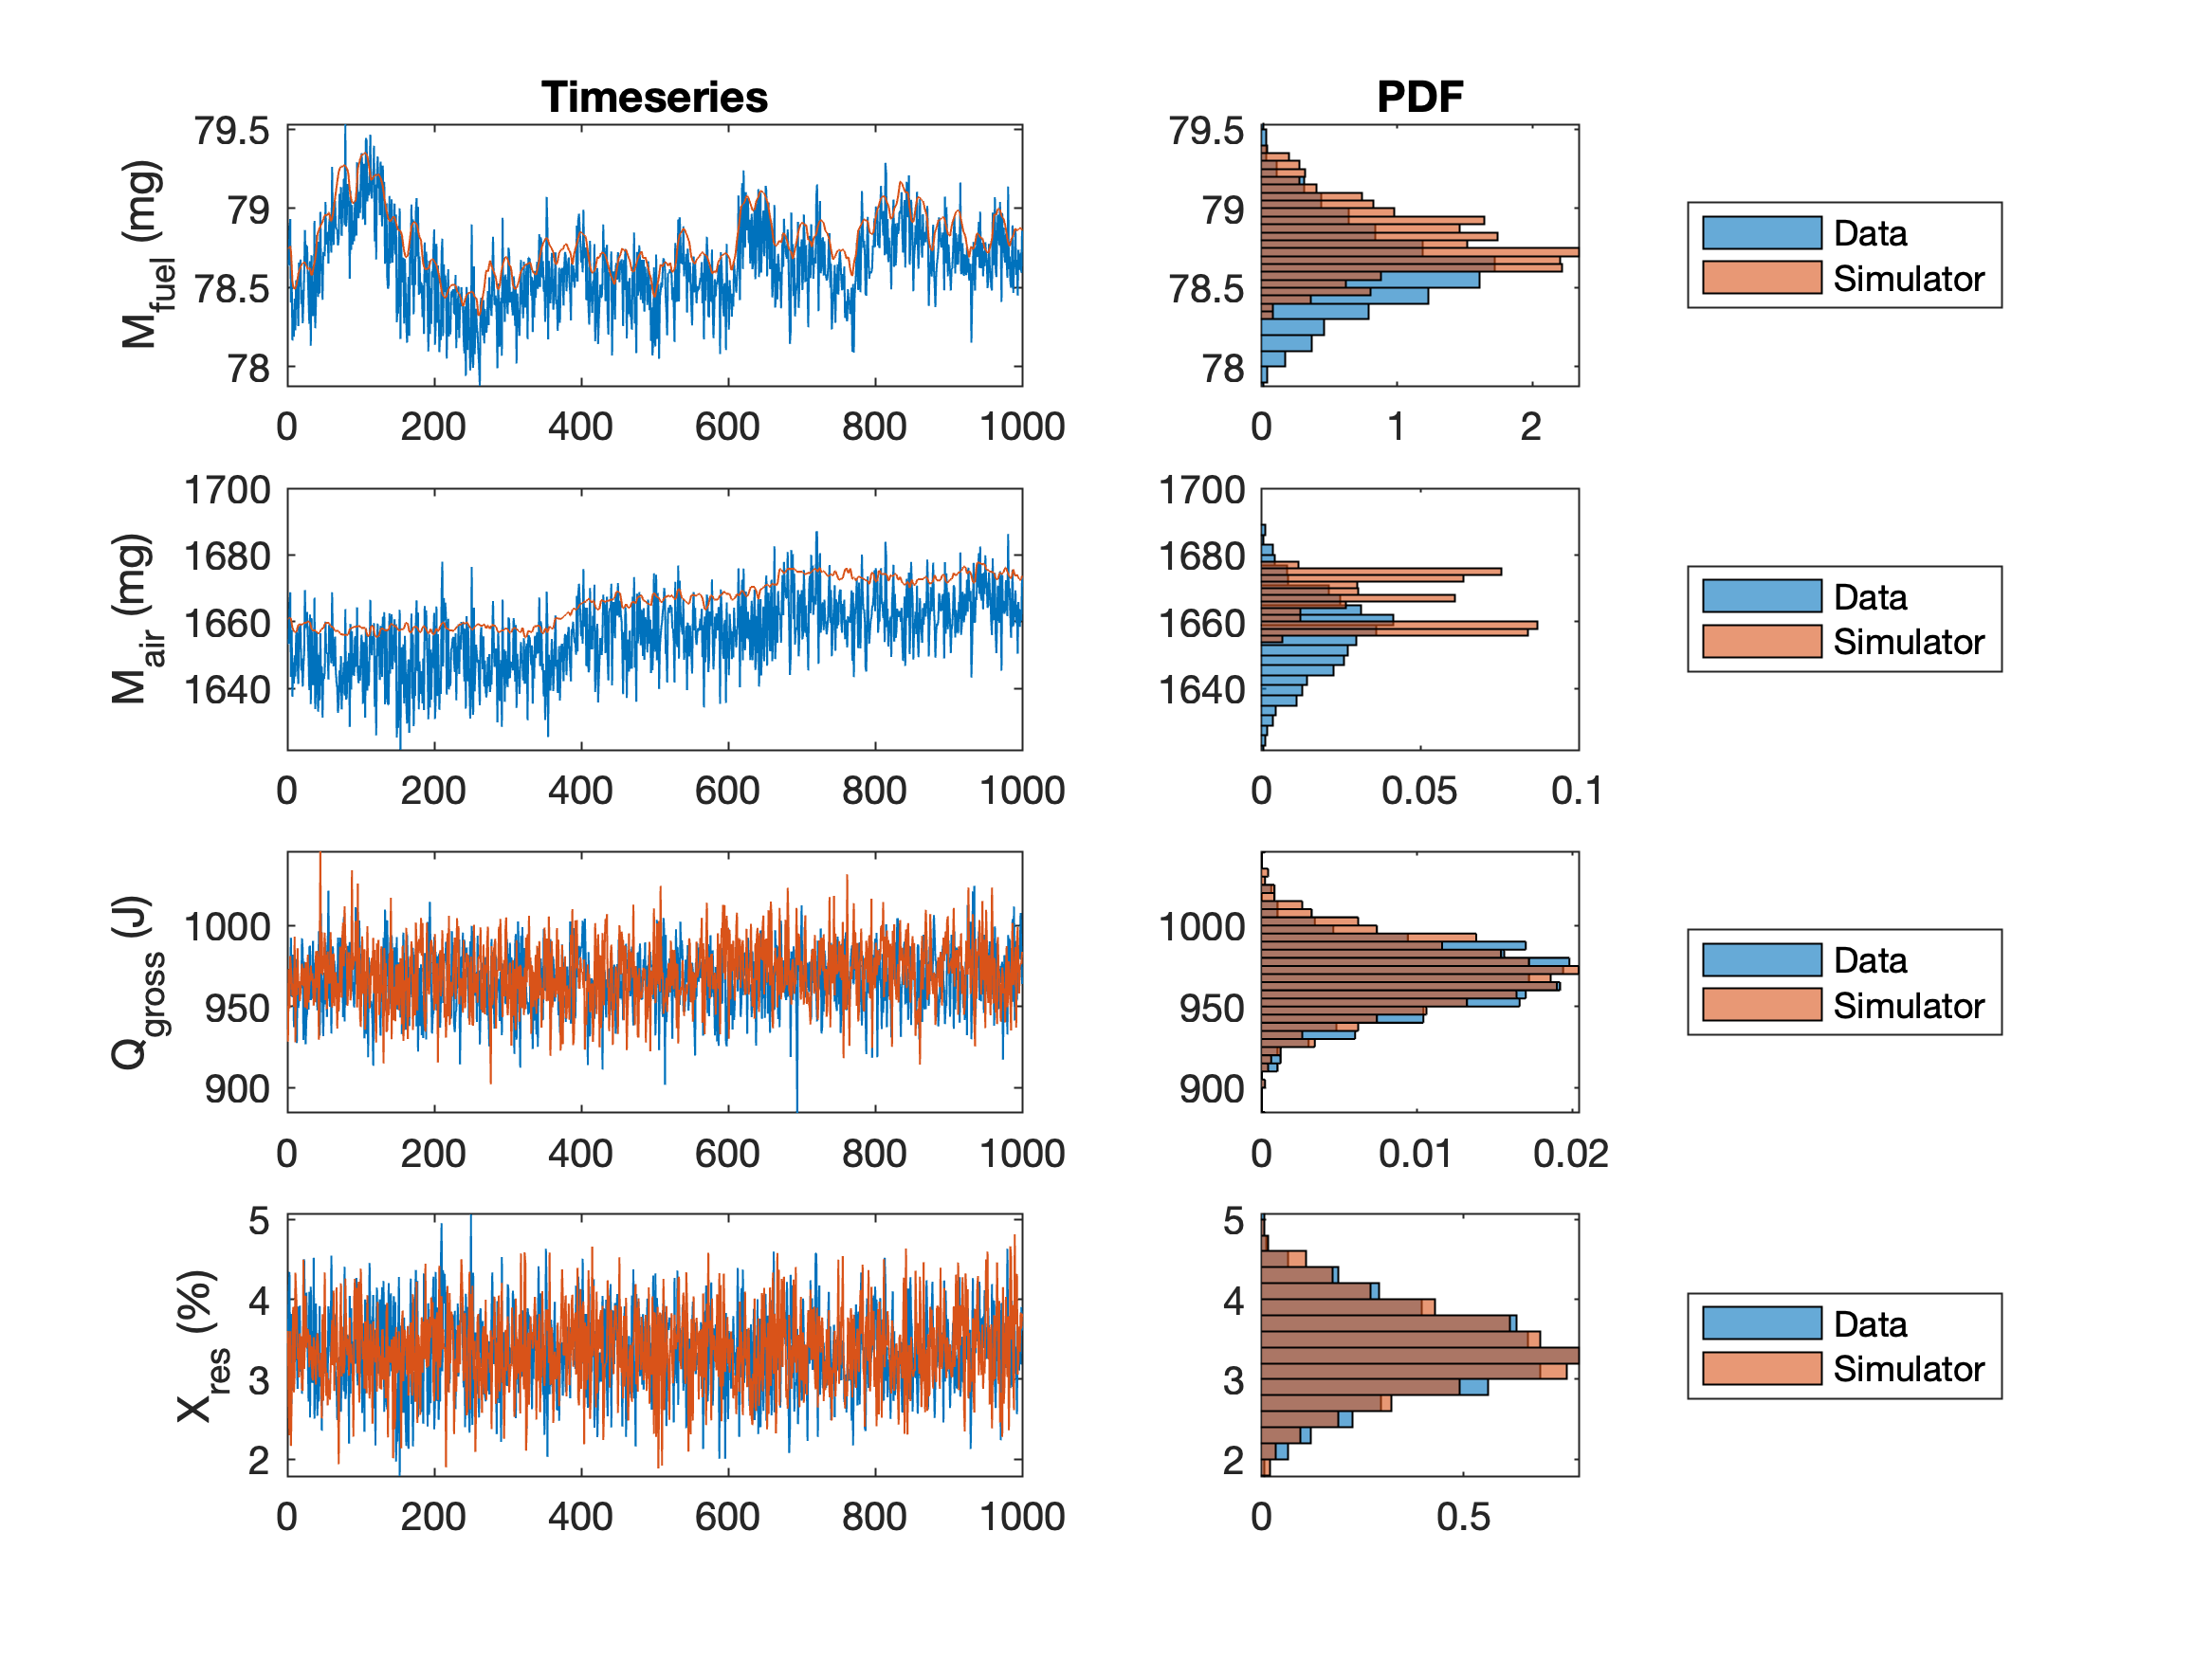 Timeseries PDF
79.5
79
78.5
78
M_fuel (mg)
0 200 400 600 800 1000
79.5
79
78.5
78
0 1 2
Data
Simulator
1700
1680
1660
1640
M_air (mg)
0 200 400 600 800 1000
1700
1680
1660
1640
0 0.05 0.1
Data
Simulator
1000
950
900
Q_gross (J)
0 200 400 600 800 1000
1000
950
900
0 0.01 0.02
Data
Simulator
5
4
3
2
X_res (%)
0 200 400 600 800 1000
5
4
3
2
0 0.5
Data
Simulator